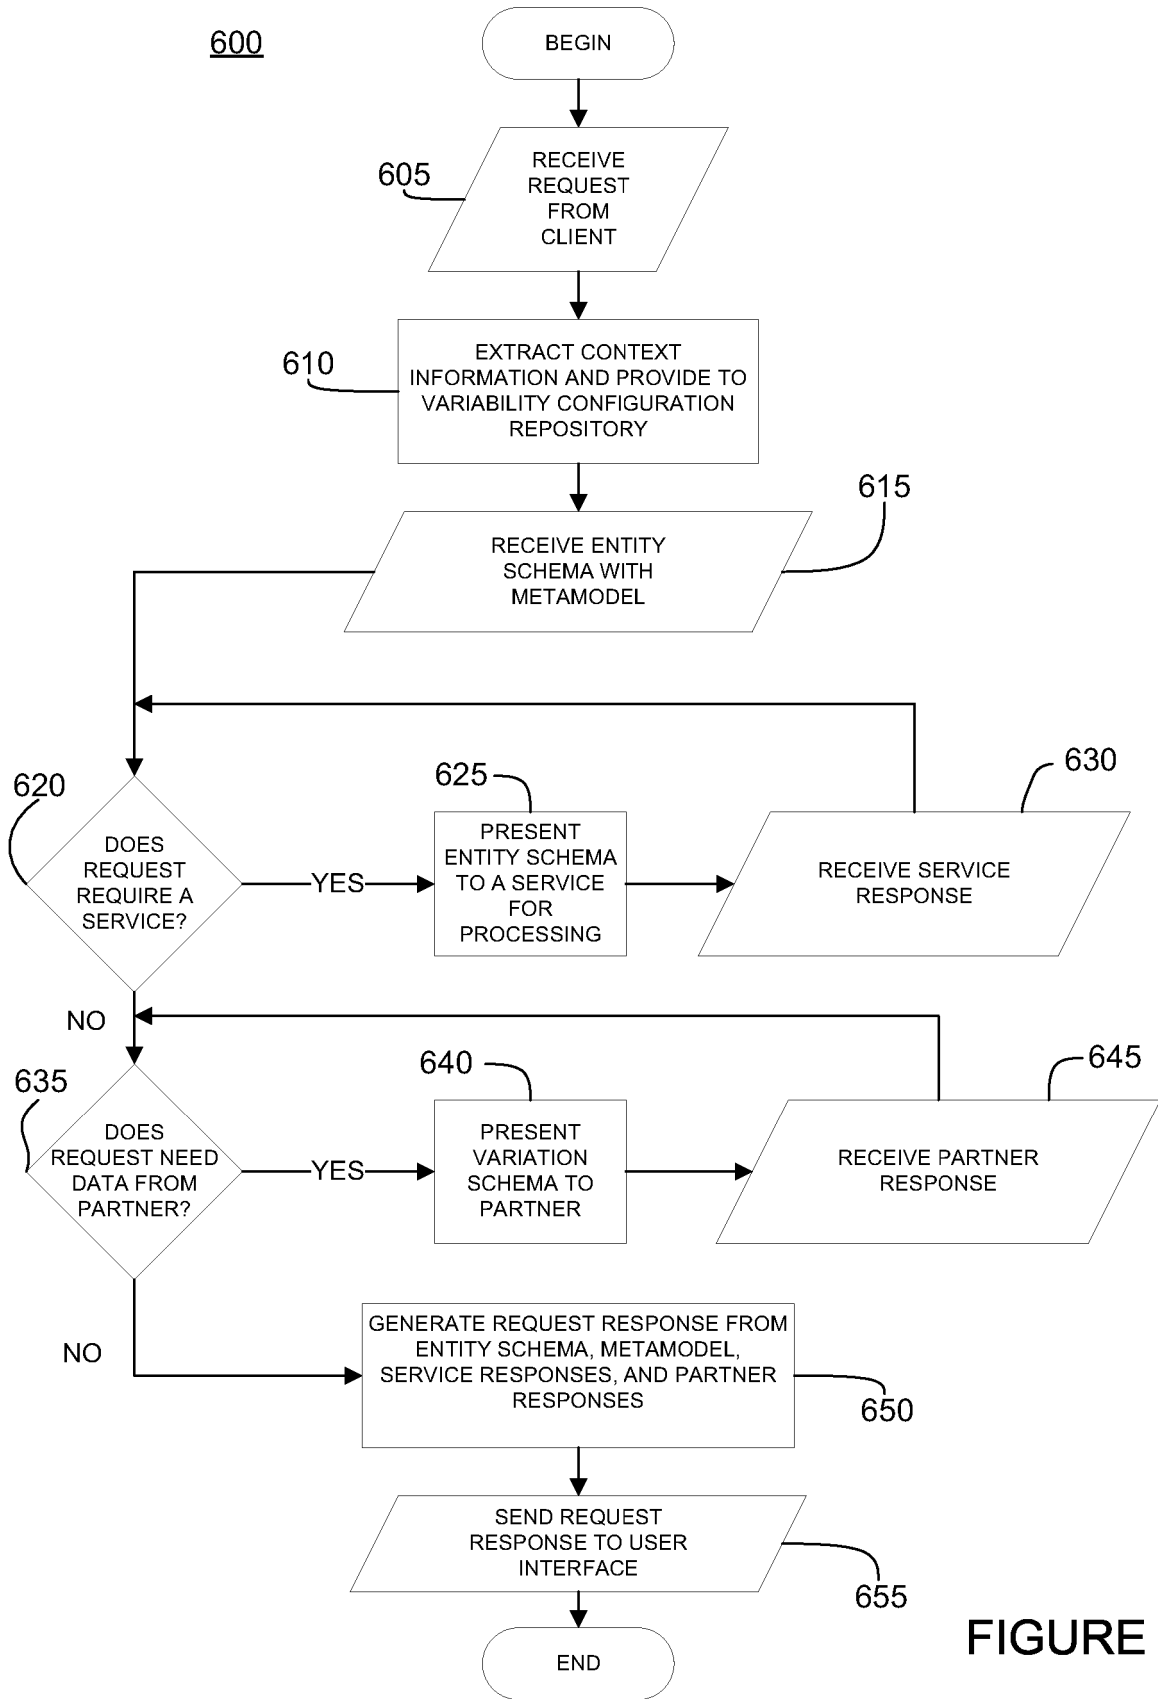 600
BEGIN
605
RECEIVE
REQUEST
FROM
CLIENT
610
EXTRACT CONTEXT
INFORMATION AND PROVIDE TO
VARIABILITY CONFIGURATION
REPOSITORY
615
RECEIVE ENTITY
SCHEMA WITH
METAMODEL
620
DOES
REQUEST
REQUIRE A
SERVICE?
YES
625
PRESENT
ENTITY SCHEMA
TO A SERVICE
FOR
PROCESSING
630
RECEIVE SERVICE
RESPONSE
NO
635
DOES
REQUEST NEED
DATA FROM
PARTNER?
YES
640
PRESENT
VARIATION
SCHEMA TO
PARTNER
645
RECEIVE PARTNER
RESPONSE
NO
GENERATE REQUEST RESPONSE FROM
ENTITY SCHEMA, METAMODEL,
SERVICE RESPONSES, AND PARTNER
RESPONSES
650
SEND REQUEST
RESPONSE TO USER
INTERFACE
655
END
FIGURE